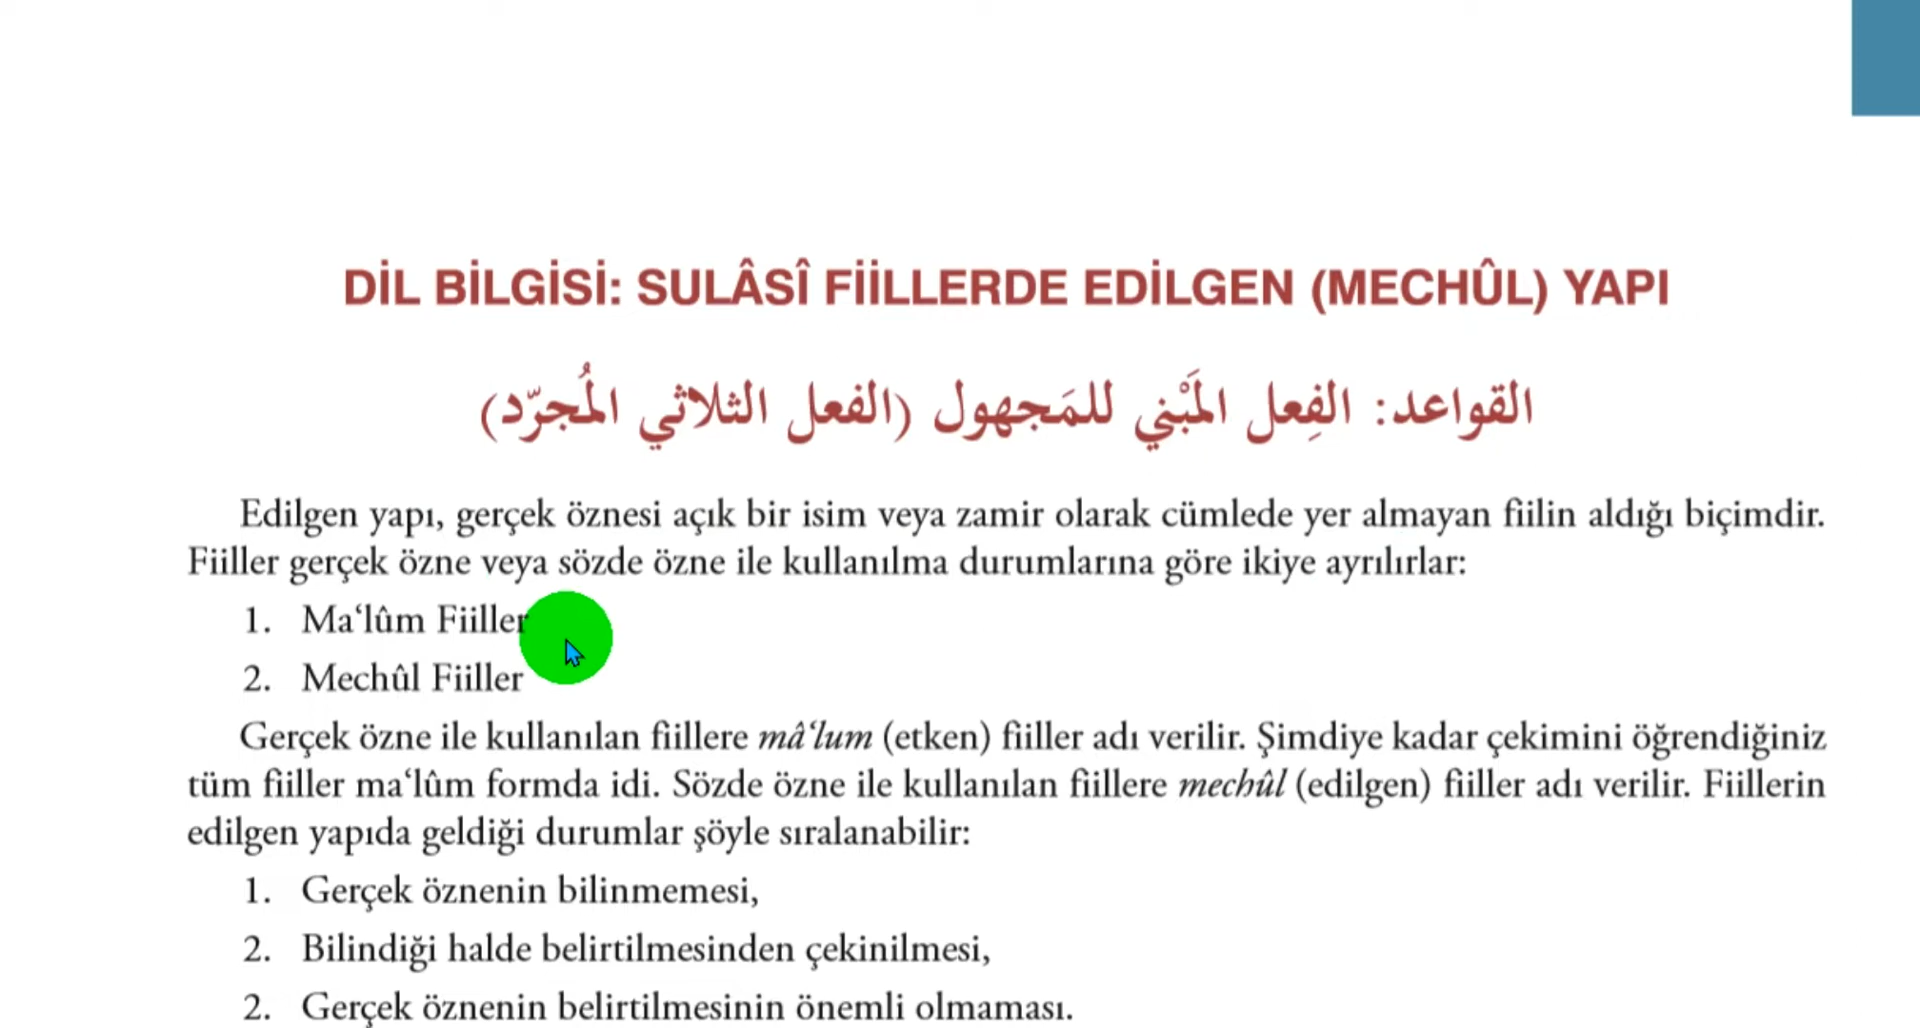 DİL BİLGİSİ: SULÂSÎ FİİLLERDE EDİLGEN (MECHÛL) YAPI
القواعد: الفِعل المَبْني للمَجهول (الفعل الثلاثي المُجرّد)
Edilgen yapı, gerçek öznesi açık bir isim veya zamir olarak cümlede yer almayan fiilin aldığı biçimdir.
Fiiller gerçek özne veya sözde özne ile kullanılma durumlarına göre ikiye ayrılırlar:
1. Ma‘lûm Fiiller
2. Mechûl Fiiller
Gerçek özne ile kullanılan fiillere mâ‘lum (etken) fiiller adı verilir. Şimdiye kadar çekimini öğrendiğiniz
tüm fiiller ma‘lûm formda idi. Sözde özne ile kullanılan fiillere mechûl (edilgen) fiiller adı verilir. Fiillerin
edilgen yapıda geldiği durumlar şöyle sıralanabilir:
1. Gerçek öznenin bilinmemesi,
2. Bilindiği halde belirtilmesinden çekinilmesi,
2. Gerçek öznenin belirtilmesinin önemli olmaması.